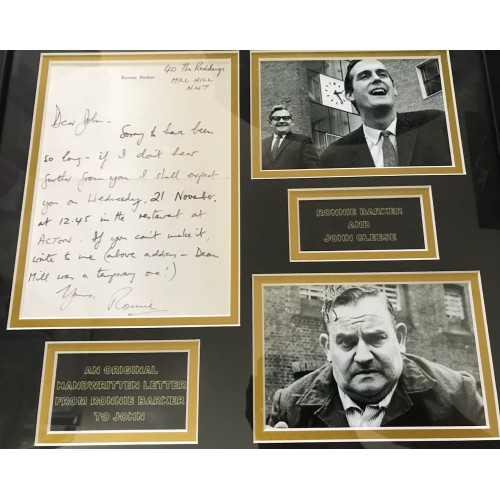 Ronnie Barker
40 The Reddings
MILL HILL
NW7
Dear John.
Sorry to have been
so long - if I don't hear
further from you I shall expect
you on Wednesday, 21 November,
at 12.45 in the restaurant at
ACTON. If you can't make it,
write to me (above address - Dean
Mill was a temporary one!)
Yours,
Ronnie
RONNIE BARKER
AND
JOHN CLEESE
AN ORIGINAL
HANDWRITTEN LETTER
FROM RONNIE BARKER
TO JOHN